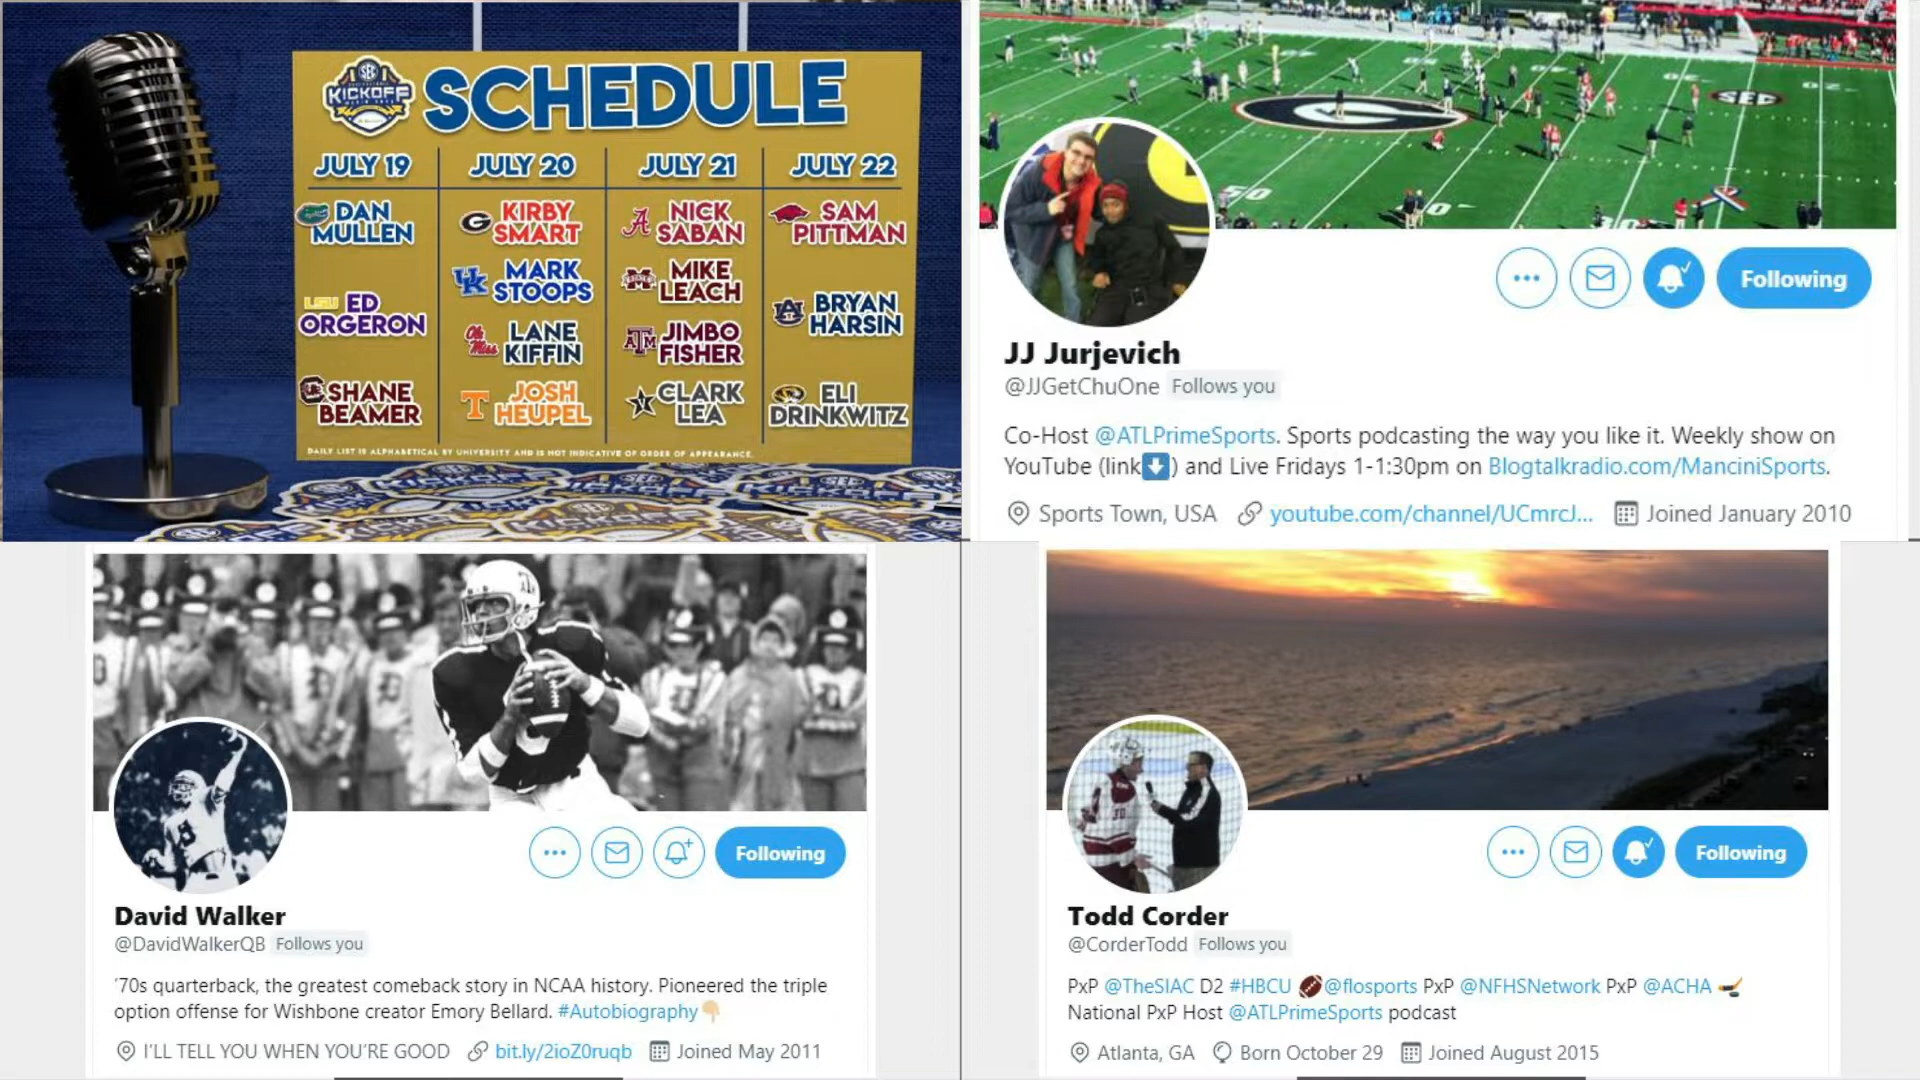 SEC
KICKOFF
SCHEDULE
JULY 19
JULY 20
JULY 21
JULY 22
DAN
MULLEN
LSU ED
ORGERON
SHANE
BEAMER
G KIRBY
SMART
UK MARK
STOOPS
Ole Miss LANE
KIFFIN
T JOSH
HEUPEL
A NICK
SABAN
MIKE
LEACH
ATM JIMBO
FISHER
V CLARK
LEA
SAM
PITTMAN
AU BRYAN
HARSIN
ELI
DRINKWITZ
DAILY LIST IS ALPHABETICAL BY UNIVERSITY AND IS NOT INDICATIVE OF ORDER OF APPEARANCE.
G
SEC
Following
JJ Jurjevich
@JJGetChuOne Follows you
Co-Host @ATLPrimeSports. Sports podcasting the way you like it. Weekly show on
YouTube (link⬇️) and Live Fridays 1-1:30pm on Blogtalkradio.com/ManciniSports.
Sports Town, USA youtube.com/channel/UCmrcJ... Joined January 2010
Following
David Walker
@DavidWalkerQB Follows you
'70s quarterback, the greatest comeback story in NCAA history. Pioneered the triple
option offense for Wishbone creator Emory Bellard. #Autobiography👇🏼
I'LL TELL YOU WHEN YOU'RE GOOD bit.ly/2ioZ0ruqb Joined May 2011
Following
Todd Corder
@CorderTodd Follows you
PxP @TheSIAC D2 #HBCU 🏈@flosports PxP @NFHSNetwork PxP @ACHA 🏒
National PxP Host @ATLPrimeSports podcast
Atlanta, GA Born October 29 Joined August 2015